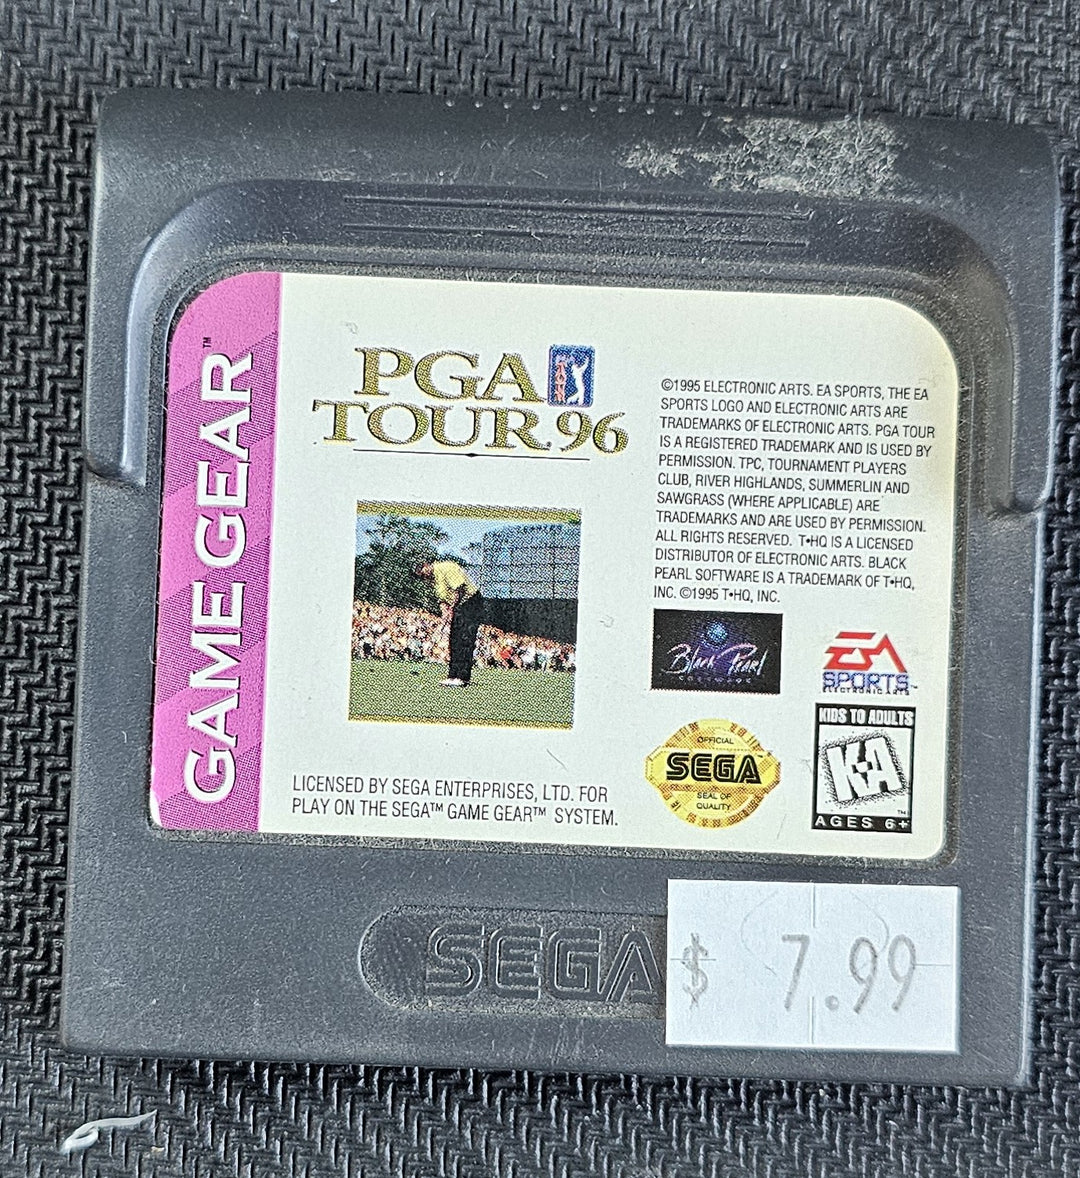 GAME GEAR™
PGA
TOUR 96
©1995 ELECTRONIC ARTS. EA SPORTS, THE EA
SPORTS LOGO AND ELECTRONIC ARTS ARE
TRADEMARKS OF ELECTRONIC ARTS. PGA TOUR
IS A REGISTERED TRADEMARK AND IS USED BY
PERMISSION. TPC, TOURNAMENT PLAYERS
CLUB, RIVER HIGHLANDS, SUMMERLIN AND
SAWGRASS (WHERE APPLICABLE) ARE
TRADEMARKS AND ARE USED BY PERMISSION.
ALL RIGHTS RESERVED. T•HQ IS A LICENSED
DISTRIBUTOR OF ELECTRONIC ARTS. BLACK
PEARL SOFTWARE IS A TRADEMARK OF T•HQ,
INC. ©1995 T•HQ, INC.
Black Pearl
EA
SPORTS™
ELECTRONIC ARTS
OFFICIAL
SEGA
SEAL OF
QUALITY
KIDS TO ADULTS
K-A
AGES 6+
LICENSED BY SEGA ENTERPRISES, LTD. FOR
PLAY ON THE SEGA™ GAME GEAR™ SYSTEM.
SEGA
$ 7.99